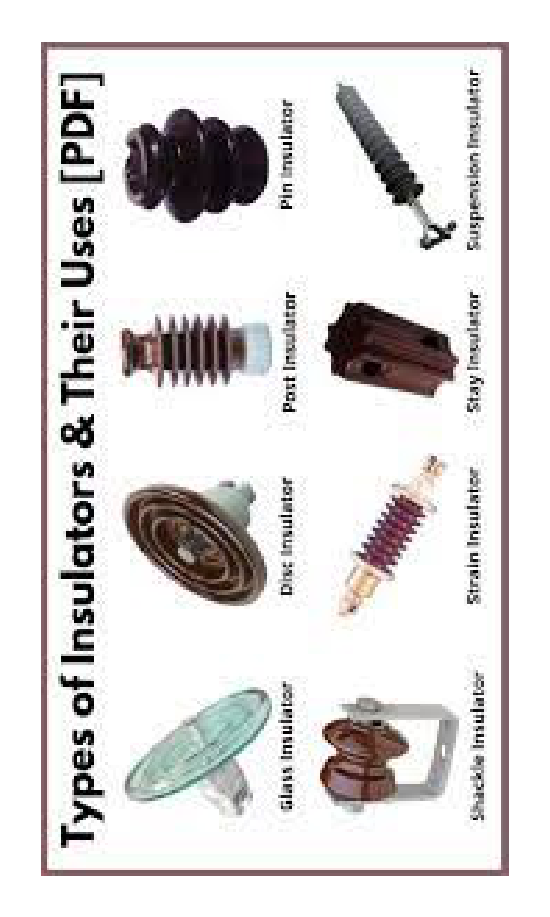 Types of Insulators & Their Uses [PDF]
Glass Insulator
Disc Insulator
Post Insulator
Pin Insulator
Shackle Insulator
Strain Insulator
Stay Insulator
Suspension Insulator